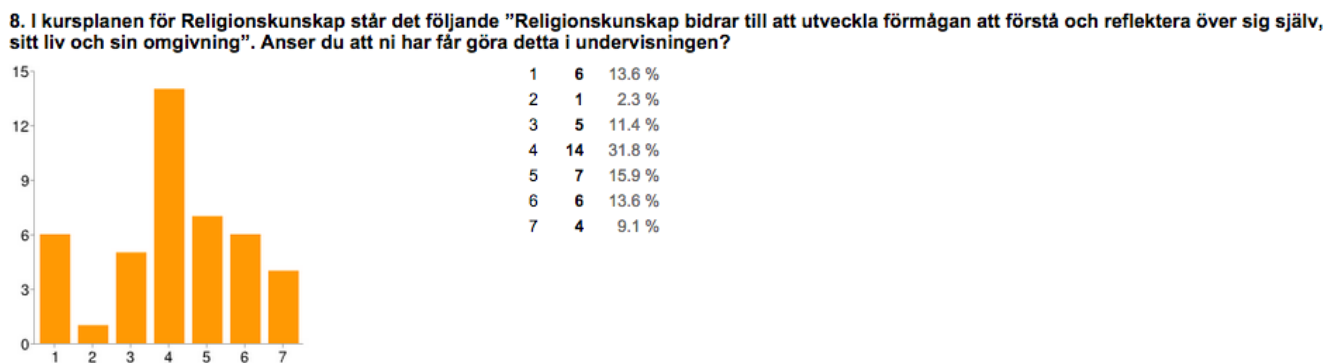 8. I kursplanen för Religionskunskap står det följande ”Religionskunskap bidrar till att utveckla förmågan att förstå och reflektera över sig själv,
sitt liv och sin omgivning”. Anser du att ni har får göra detta i undervisningen?
15
12
9
6
3
0
1 2 3 4 5 6 7
1 6 13.6 %
2 1 2.3 %
3 5 11.4 %
4 14 31.8 %
5 7 15.9 %
6 6 13.6 %
7 4 9.1 %